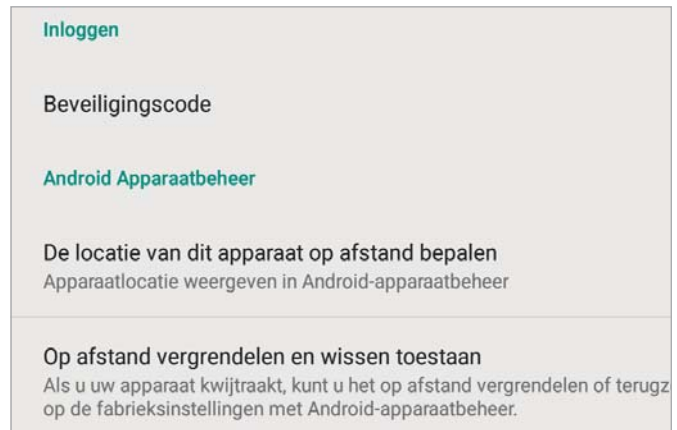 Inloggen
Beveiligingscode
Android Apparaatbeheer
De locatie van dit apparaat op afstand bepalen
Apparaatlocatie weergeven in Android-apparaatbeheer
Op afstand vergrendelen en wissen toestaan
Als u uw apparaat kwijtraakt, kunt u het op afstand vergrendelen of terugz
op de fabrieksinstellingen met Android-apparaatbeheer.